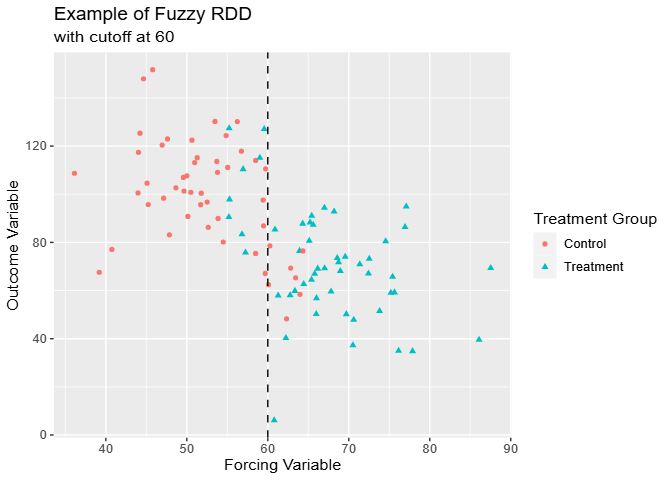 Example of Fuzzy RDD
with cutoff at 60
Outcome Variable
120
80
40
0
40
50
60
70
80
90
Forcing Variable
Treatment Group
Control
Treatment